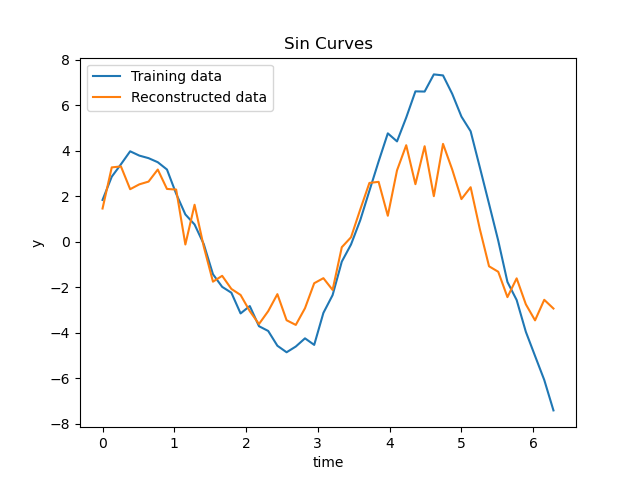 Sin Curves
Training data
Reconstructed data
y
8
6
4
2
0
−2
−4
−6
−8
0 1 2 3 4 5 6
time